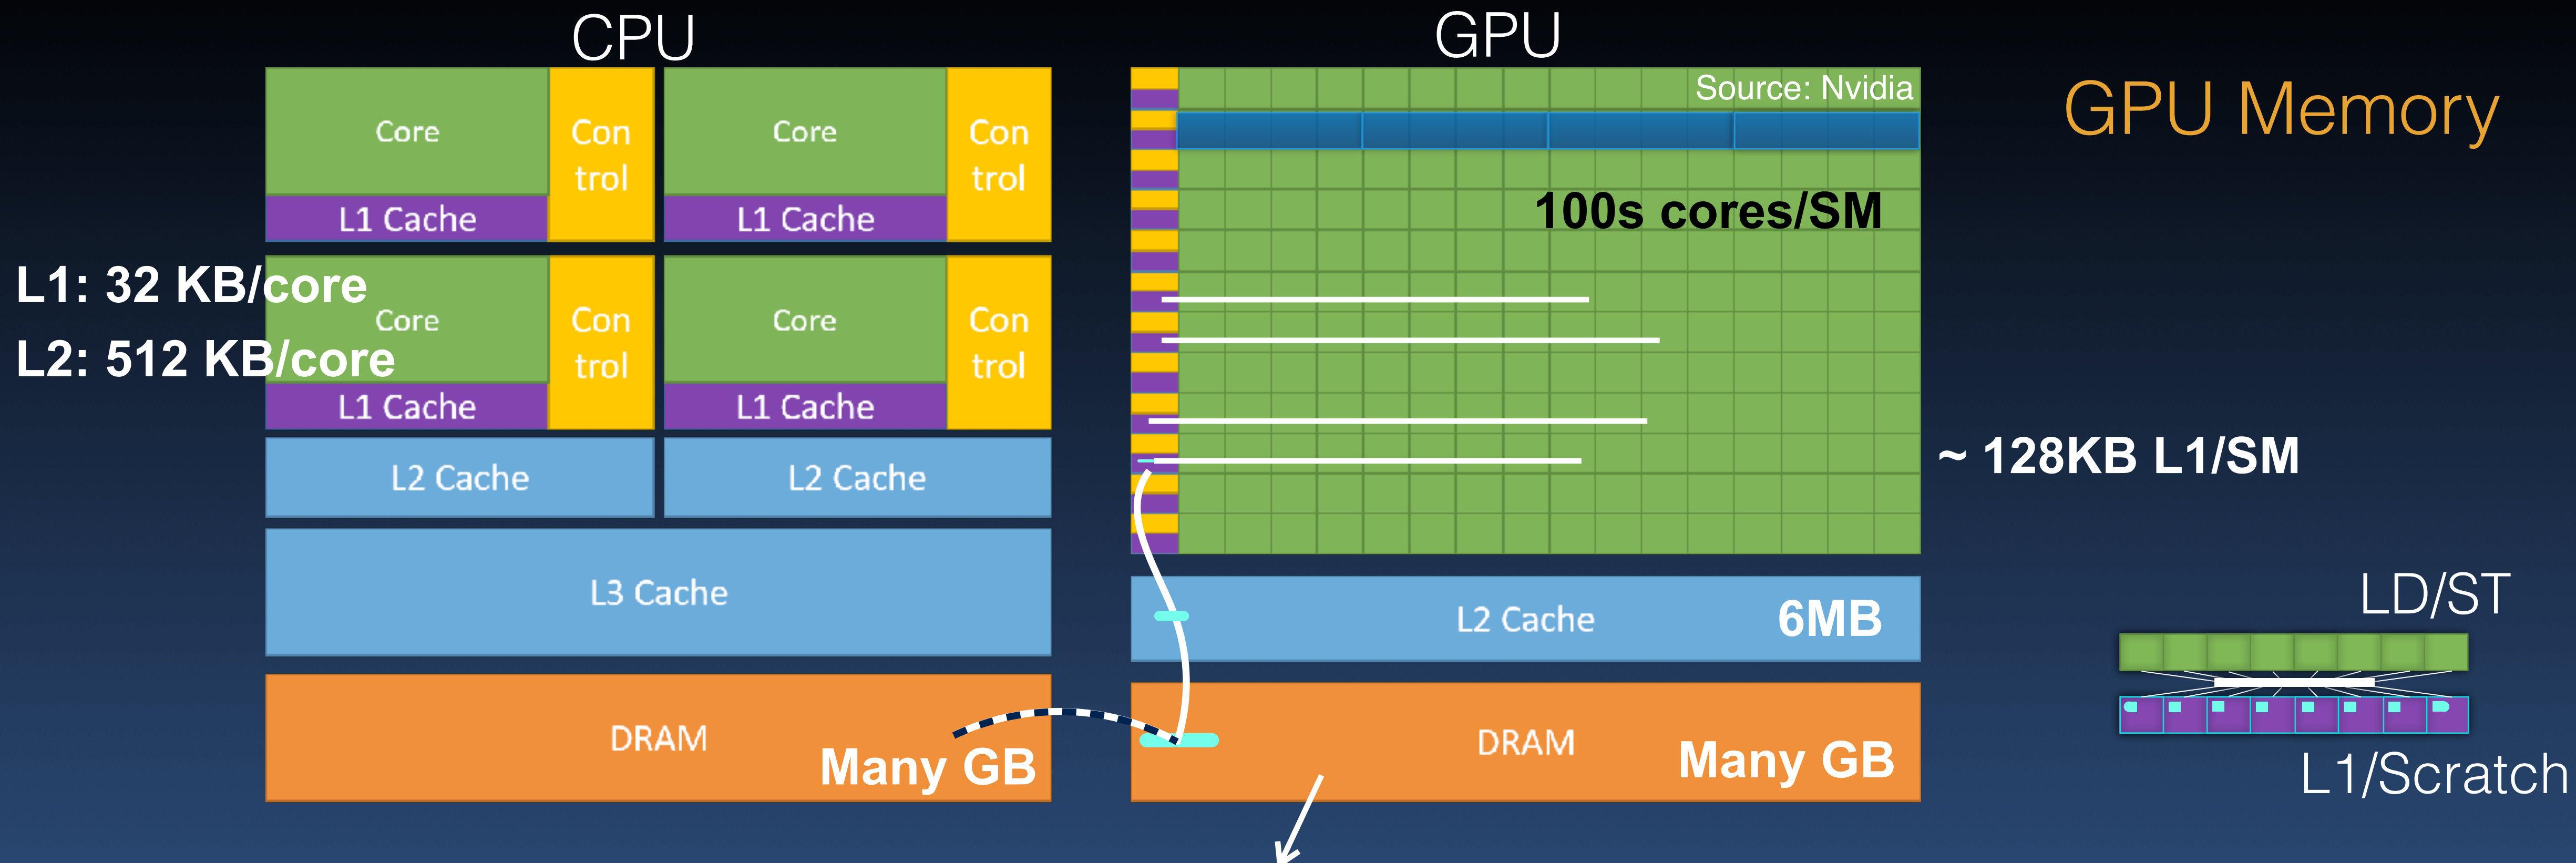 CPU
GPU
GPU Memory
Source: Nvidia
Core
Con
trol
Core
Con
trol
L1 Cache
L1 Cache
100s cores/SM
L1: 32 KB/core
L2: 512 KB/core
Core
Con
trol
Core
Con
trol
L1 Cache
L1 Cache
L2 Cache
L2 Cache
~ 128KB L1/SM
L3 Cache
L2 Cache
6MB
LD/ST
DRAM
Many GB
DRAM
Many GB
L1/Scratch